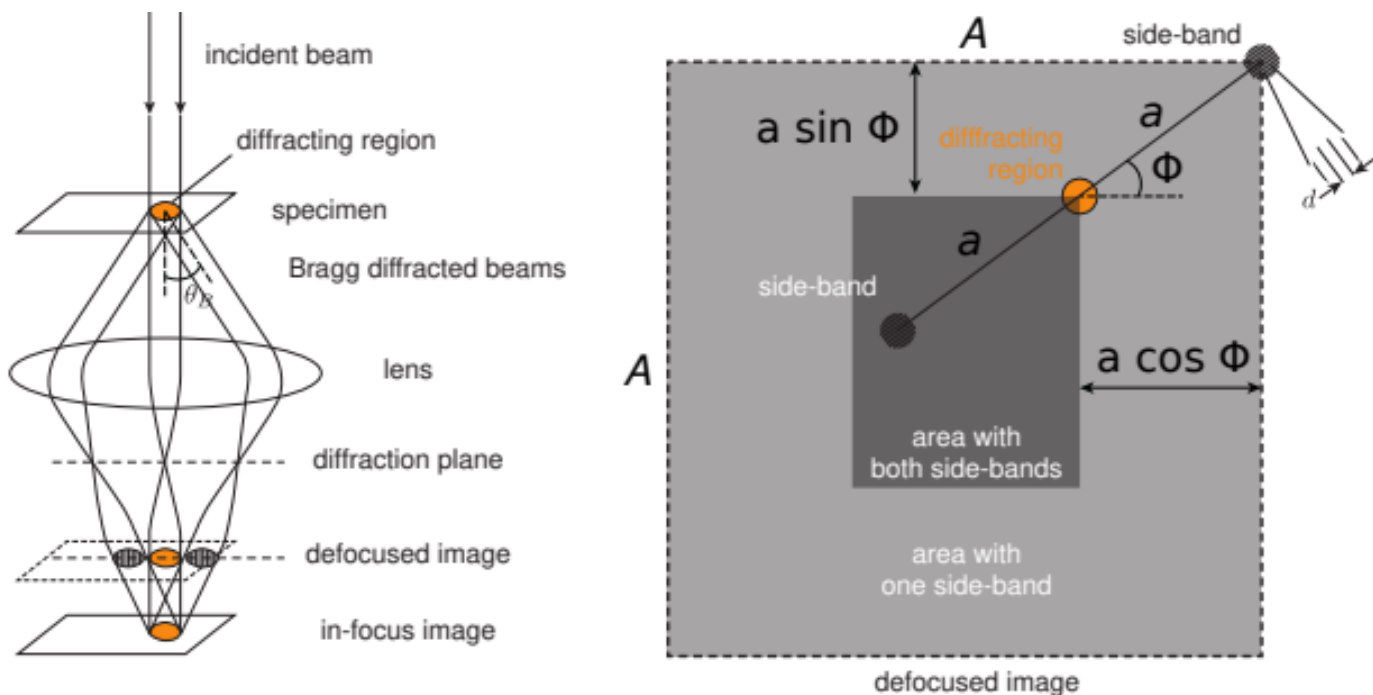 incident beam
diffracting region
specimen
Bragg diffracted beams
θB
lens
diffraction plane
defocused image
in-focus image
A
side-band
a sin Φ
difffracting
region
a
Φ
d
a
side-band
A
a cos Φ
area with
both side-bands
area with
one side-band
defocused image